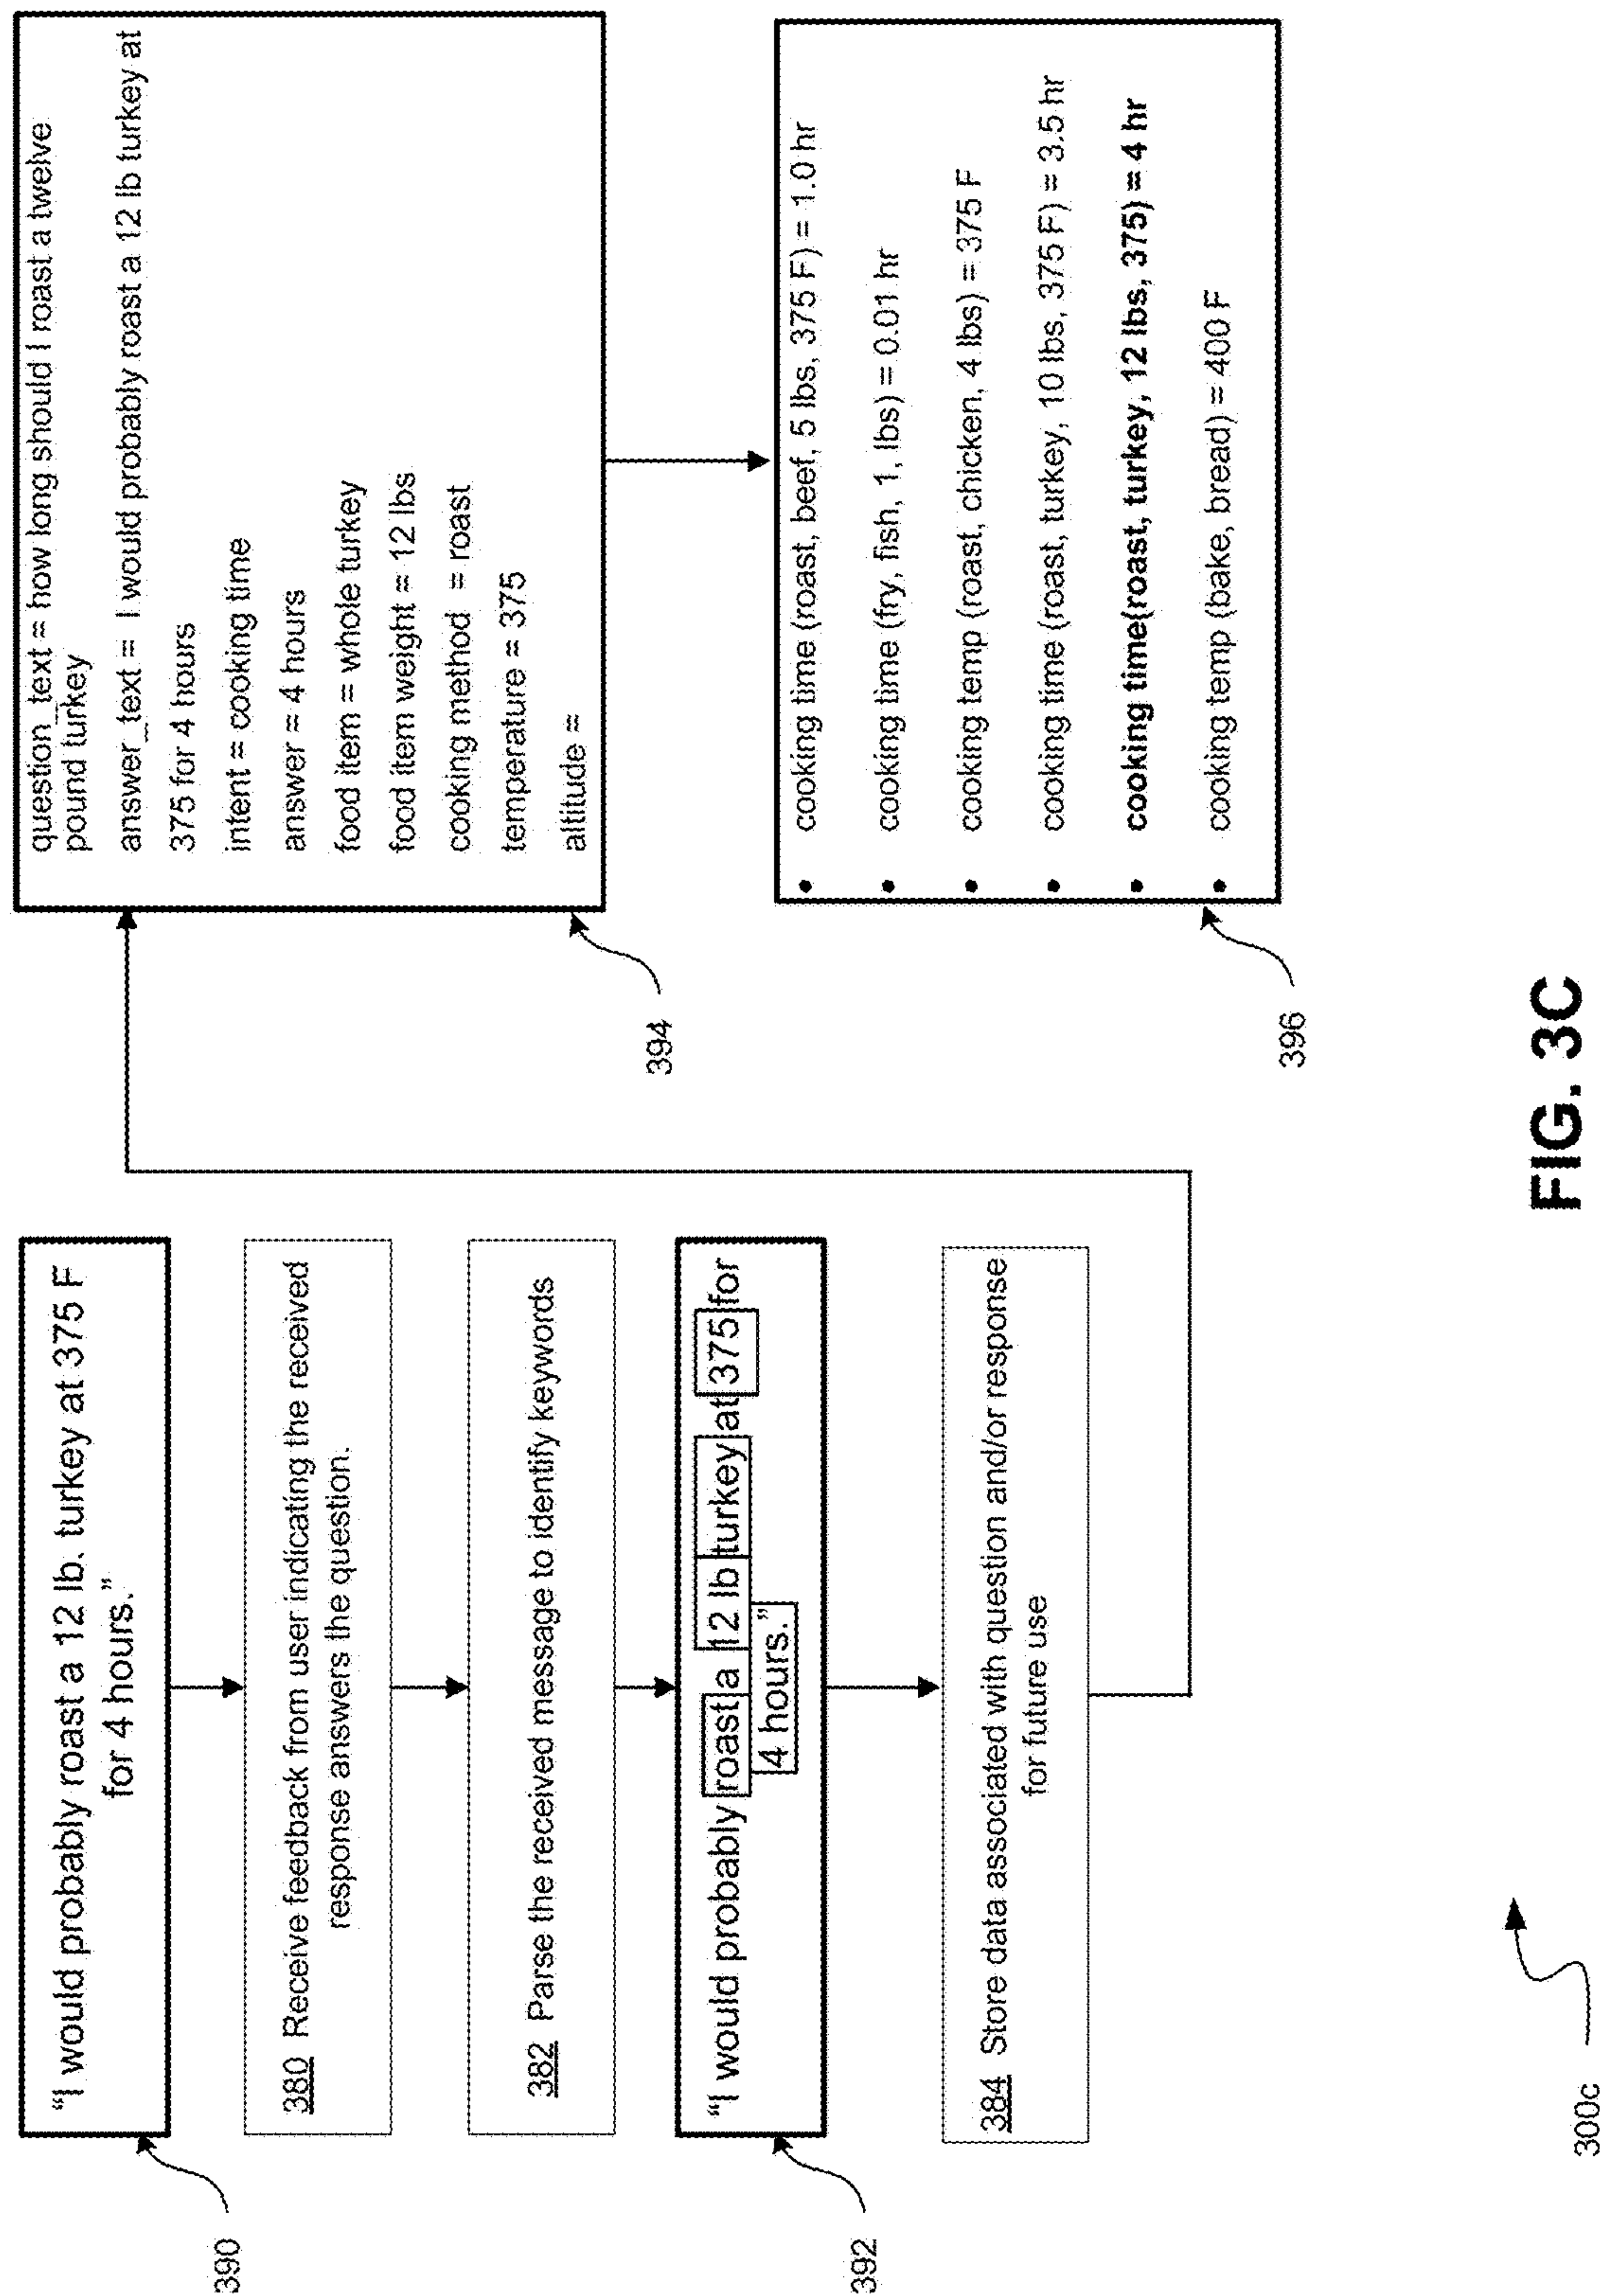 “I would probably roast a 12 lb. turkey at 375 F
for 4 hours.”
390
380 Receive feedback from user indicating the received
response answers the question.
382 Parse the received message to identify keywords
“I would probably roast a 12 lb turkey at 375 for
4 hours.”
392
384 Store data associated with question and/or response
for future use
question_text = how long should I roast a twelve
pound turkey
answer_text = I would probably roast a 12 lb turkey at
375 for 4 hours
intent = cooking time
answer = 4 hours
food item = whole turkey
food item weight = 12 lbs
cooking method = roast
temperature = 375
altitude =
394
• cooking time (roast, beef, 5 lbs, 375 F) = 1.0 hr
• cooking time (fry, fish, 1, lbs) = 0.01 hr
• cooking temp (roast, chicken, 4 lbs) = 375 F
• cooking time (roast, turkey, 10 lbs, 375 F) = 3.5 hr
• cooking time(roast, turkey, 12 lbs, 375) = 4 hr
• cooking temp (bake, bread) = 400 F
396
300c
FIG. 3C